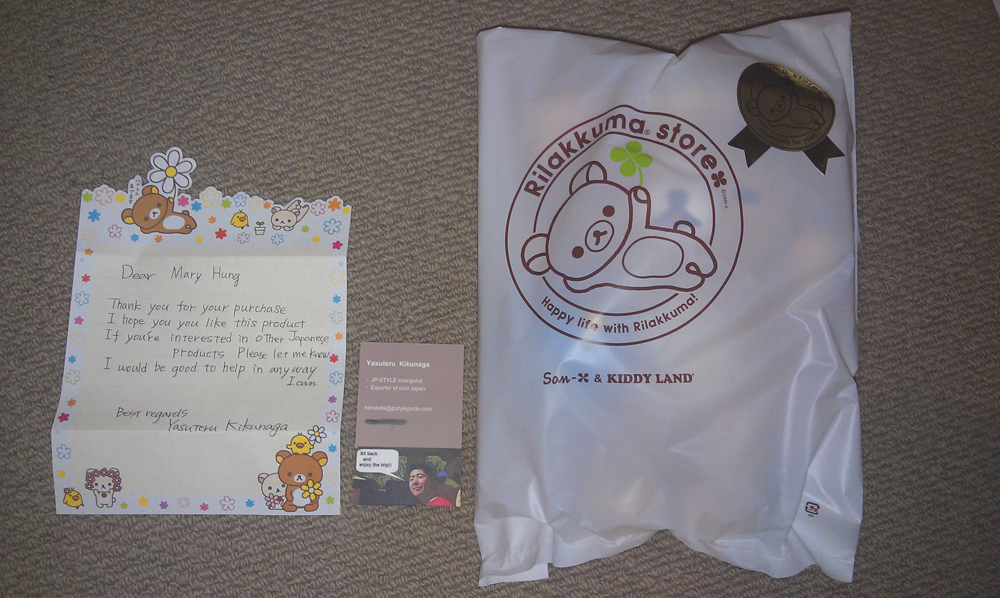 Dear Mary Hung
Thank you for your purchase
I hope you you like this product
If you're interested in other Japanese
products Please let me know
I would be good to help in any way
I can
Best regards
Yasuteru Kikunaga
Yasuteru Kikunaga
- JP-STYLE evangelist
- Exporter of cool Japan
Sit back
and
enjoy the trip!!
Rilakkuma® store
Happy life with Rilakkuma!
San-X & KIDDY LAND